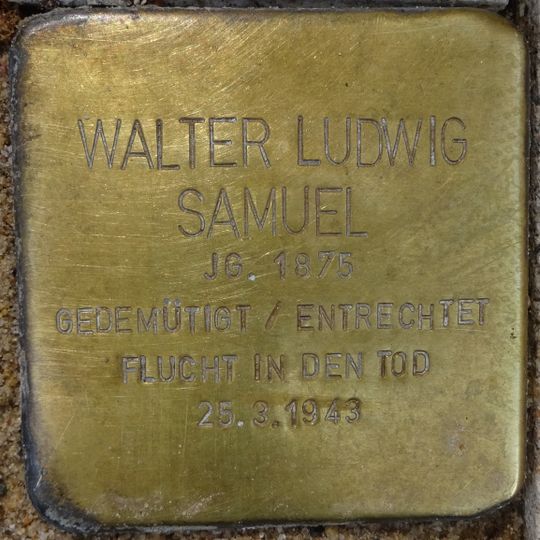 WALTER LUDWIG
SAMUEL
JG. 1875
GEDEMÜTIGT / ENTRECHTET
FLUCHT IN DEN TOD
25.3.1943